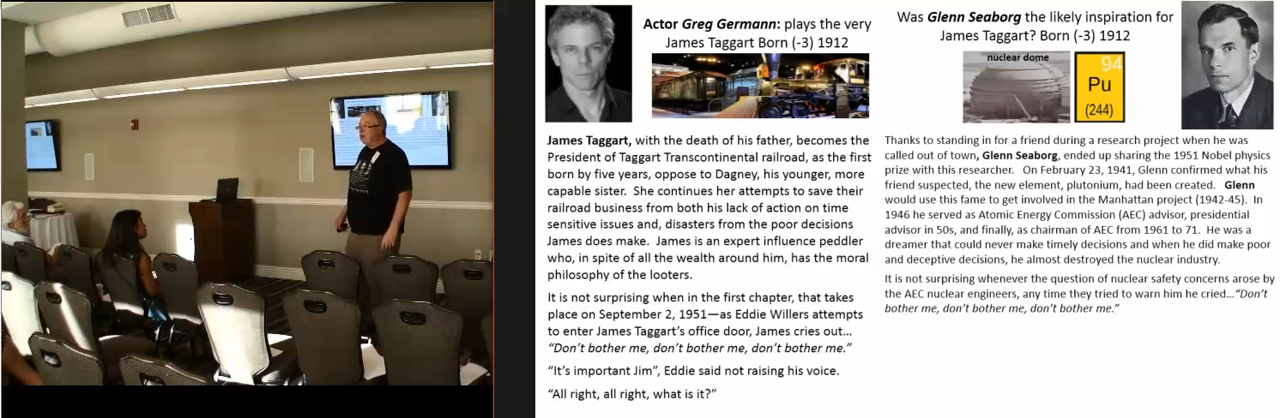 Actor Greg Germann: plays the very
James Taggart Born (-3) 1912
James Taggart, with the death of his father, becomes the
President of Taggart Transcontinental railroad, as the first
born by five years, oppose to Dagney, his younger, more
capable sister. She continues her attempts to save their
railroad business from both his lack of action on time
sensitive issues and, disasters from the poor decisions
James does make. James is an expert influence peddler
who, in spite of all the wealth around him, has the moral
philosophy of the looters.
It is not surprising when in the first chapter, that takes
place on September 2, 1951—as Eddie Willers attempts
to enter James Taggart's office door, James cries out...
“Don't bother me, don't bother me, don't bother me.”
“It's important Jim”, Eddie said not raising his voice.
“All right, all right, what is it?”
Was Glenn Seaborg the likely inspiration for
James Taggart? Born (-3) 1912
nuclear dome
94
Pu
(244)
Thanks to standing in for a friend during a research project when he was
called out of town, Glenn Seaborg, ended up sharing the 1951 Nobel physics
prize with this researcher. On February 23, 1941, Glenn confirmed what his
friend suspected, the new element, plutonium, had been created. Glenn
would use this fame to get involved in the Manhattan project (1942-45). In
1946 he served as Atomic Energy Commission (AEC) advisor, presidential
advisor in 50s, and finally, as chairman of AEC from 1961 to 71. He was a
dreamer that could never make timely decisions and when he did make poor
and deceptive decisions, he almost destroyed the nuclear industry.
It is not surprising whenever the question of nuclear safety concerns arose by
the AEC nuclear engineers, any time they tried to warn him he cried...“Don't
bother me, don't bother me, don't bother me.”